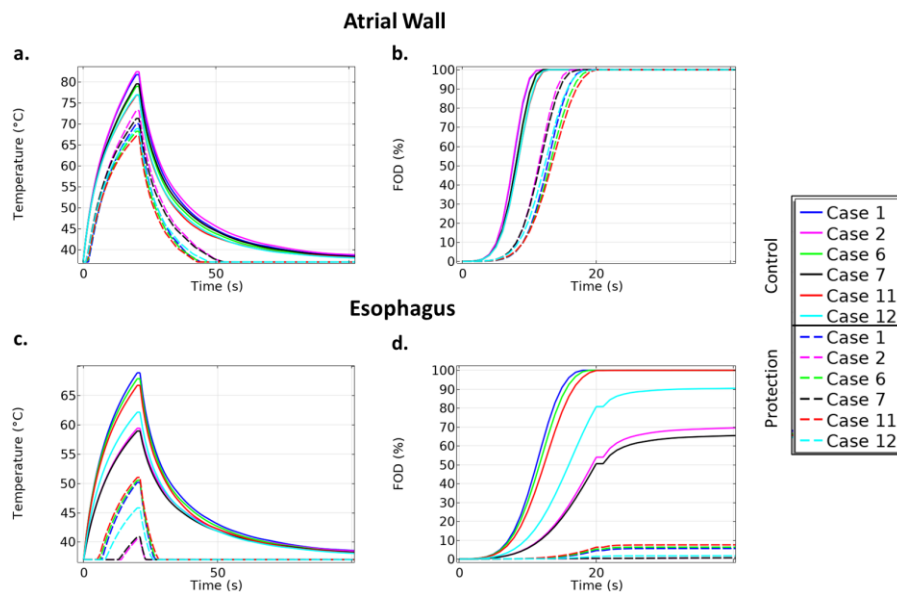 Atrial Wall
a.
b.
Temperature (°C)
80
75
70
65
60
55
50
45
40
0
50
Time (s)
FOD (%)
100
90
80
70
60
50
40
30
20
10
0
0
20
Time (s)
Esophagus
c.
d.
Temperature (°C)
65
60
55
50
45
40
0
50
Time (s)
FOD (%)
100
90
80
70
60
50
40
30
20
10
0
0
20
Time (s)
Control
Case 1
Case 2
Case 6
Case 7
Case 11
Case 12
Protection
Case 1
Case 2
Case 6
Case 7
Case 11
Case 12